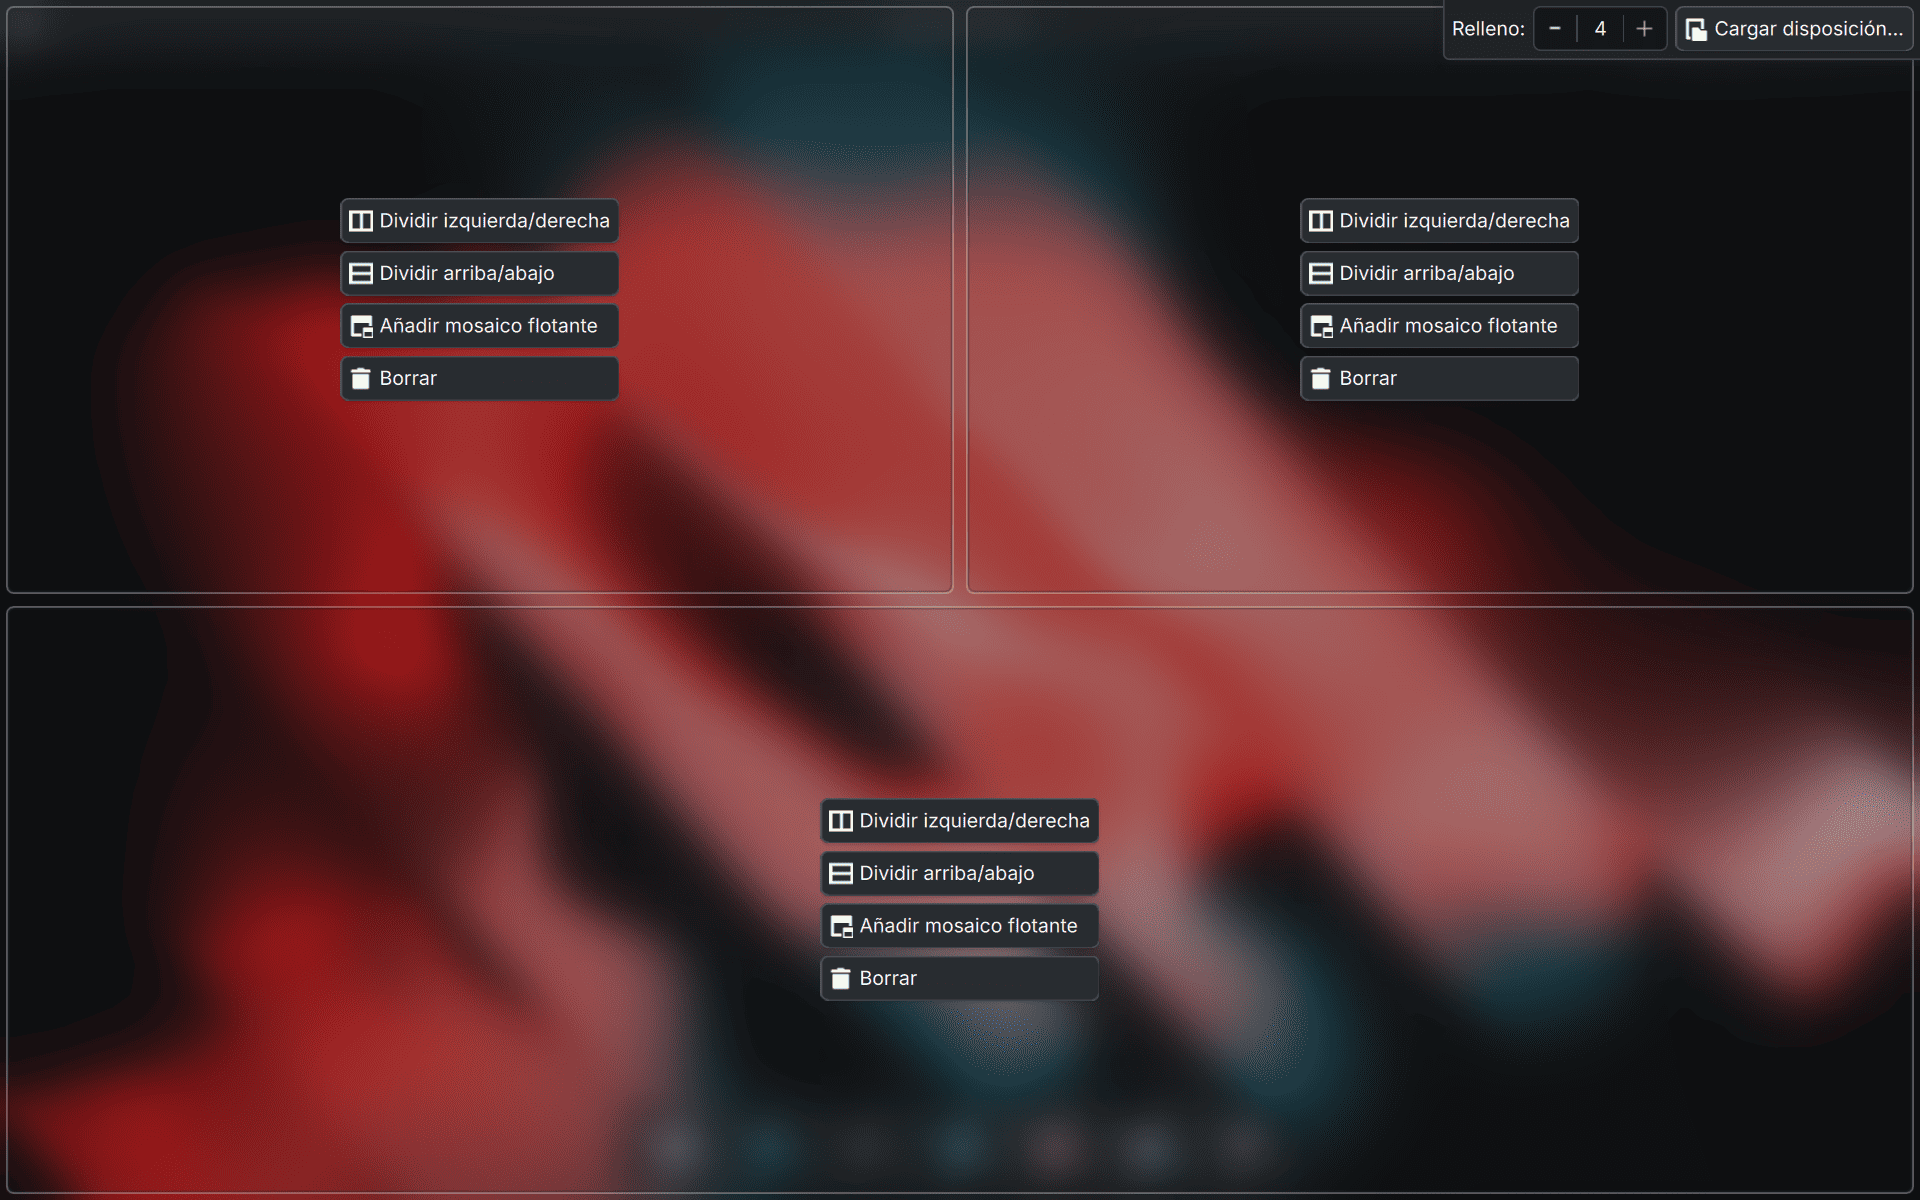 Relleno: - 4 + Cargar disposición...
Dividir izquierda/derecha
Dividir arriba/abajo
Añadir mosaico flotante
Borrar
Dividir izquierda/derecha
Dividir arriba/abajo
Añadir mosaico flotante
Borrar
Dividir izquierda/derecha
Dividir arriba/abajo
Añadir mosaico flotante
Borrar